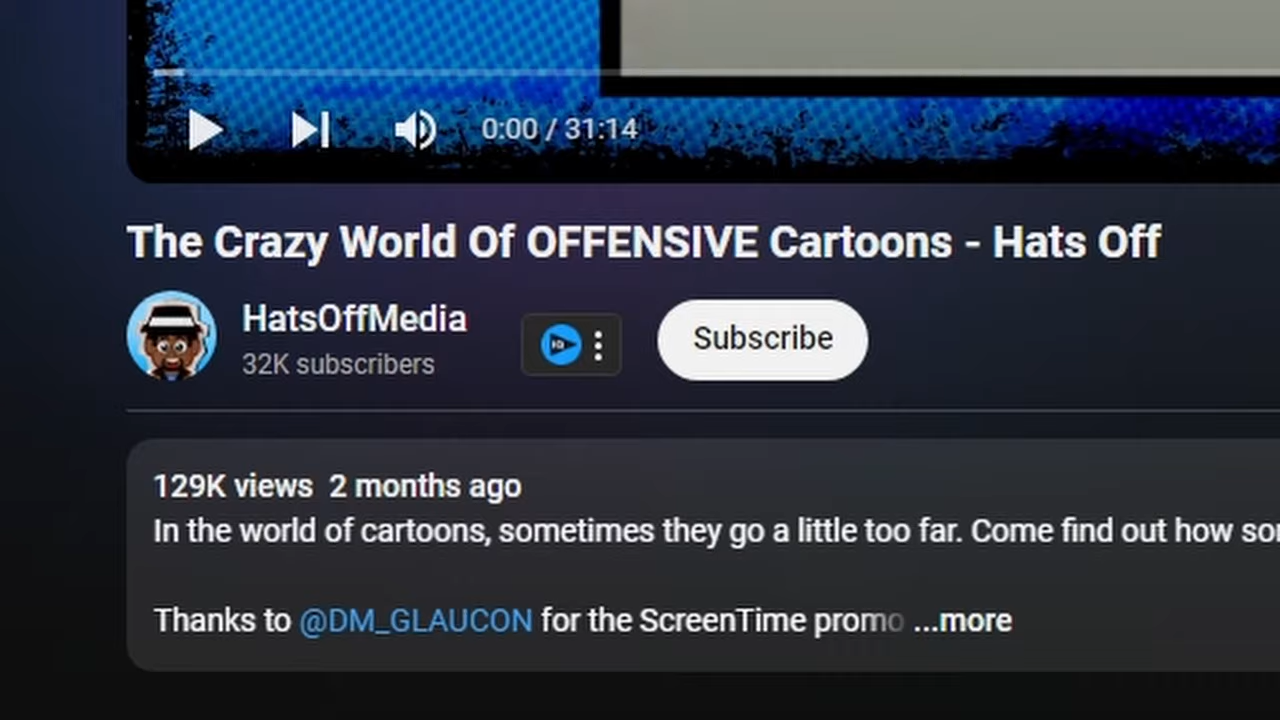 0:00 / 31:14
The Crazy World Of OFFENSIVE Cartoons - Hats Off
HatsOffMedia
32K subscribers
Subscribe
129K views 2 months ago
In the world of cartoons, sometimes they go a little too far. Come find out how
Thanks to @DM_GLAUCON for the ScreenTime promo ...more